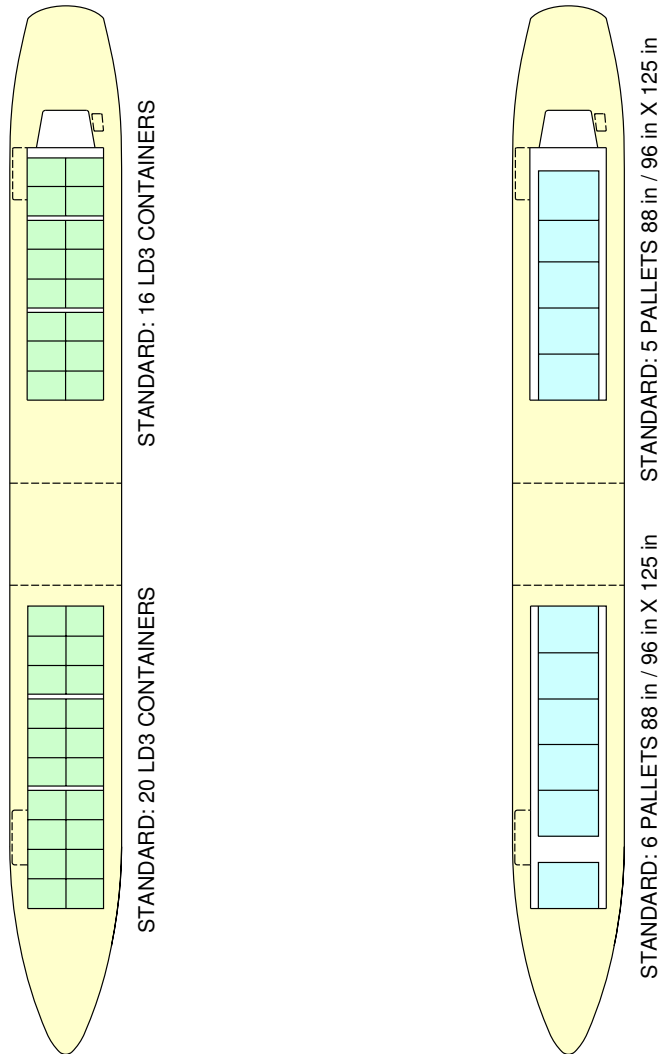 STANDARD: 16 LD3 CONTAINERS
STANDARD: 20 LD3 CONTAINERS
STANDARD: 5 PALLETS 88 in / 96 in X 125 in
STANDARD: 6 PALLETS 88 in / 96 in X 125 in